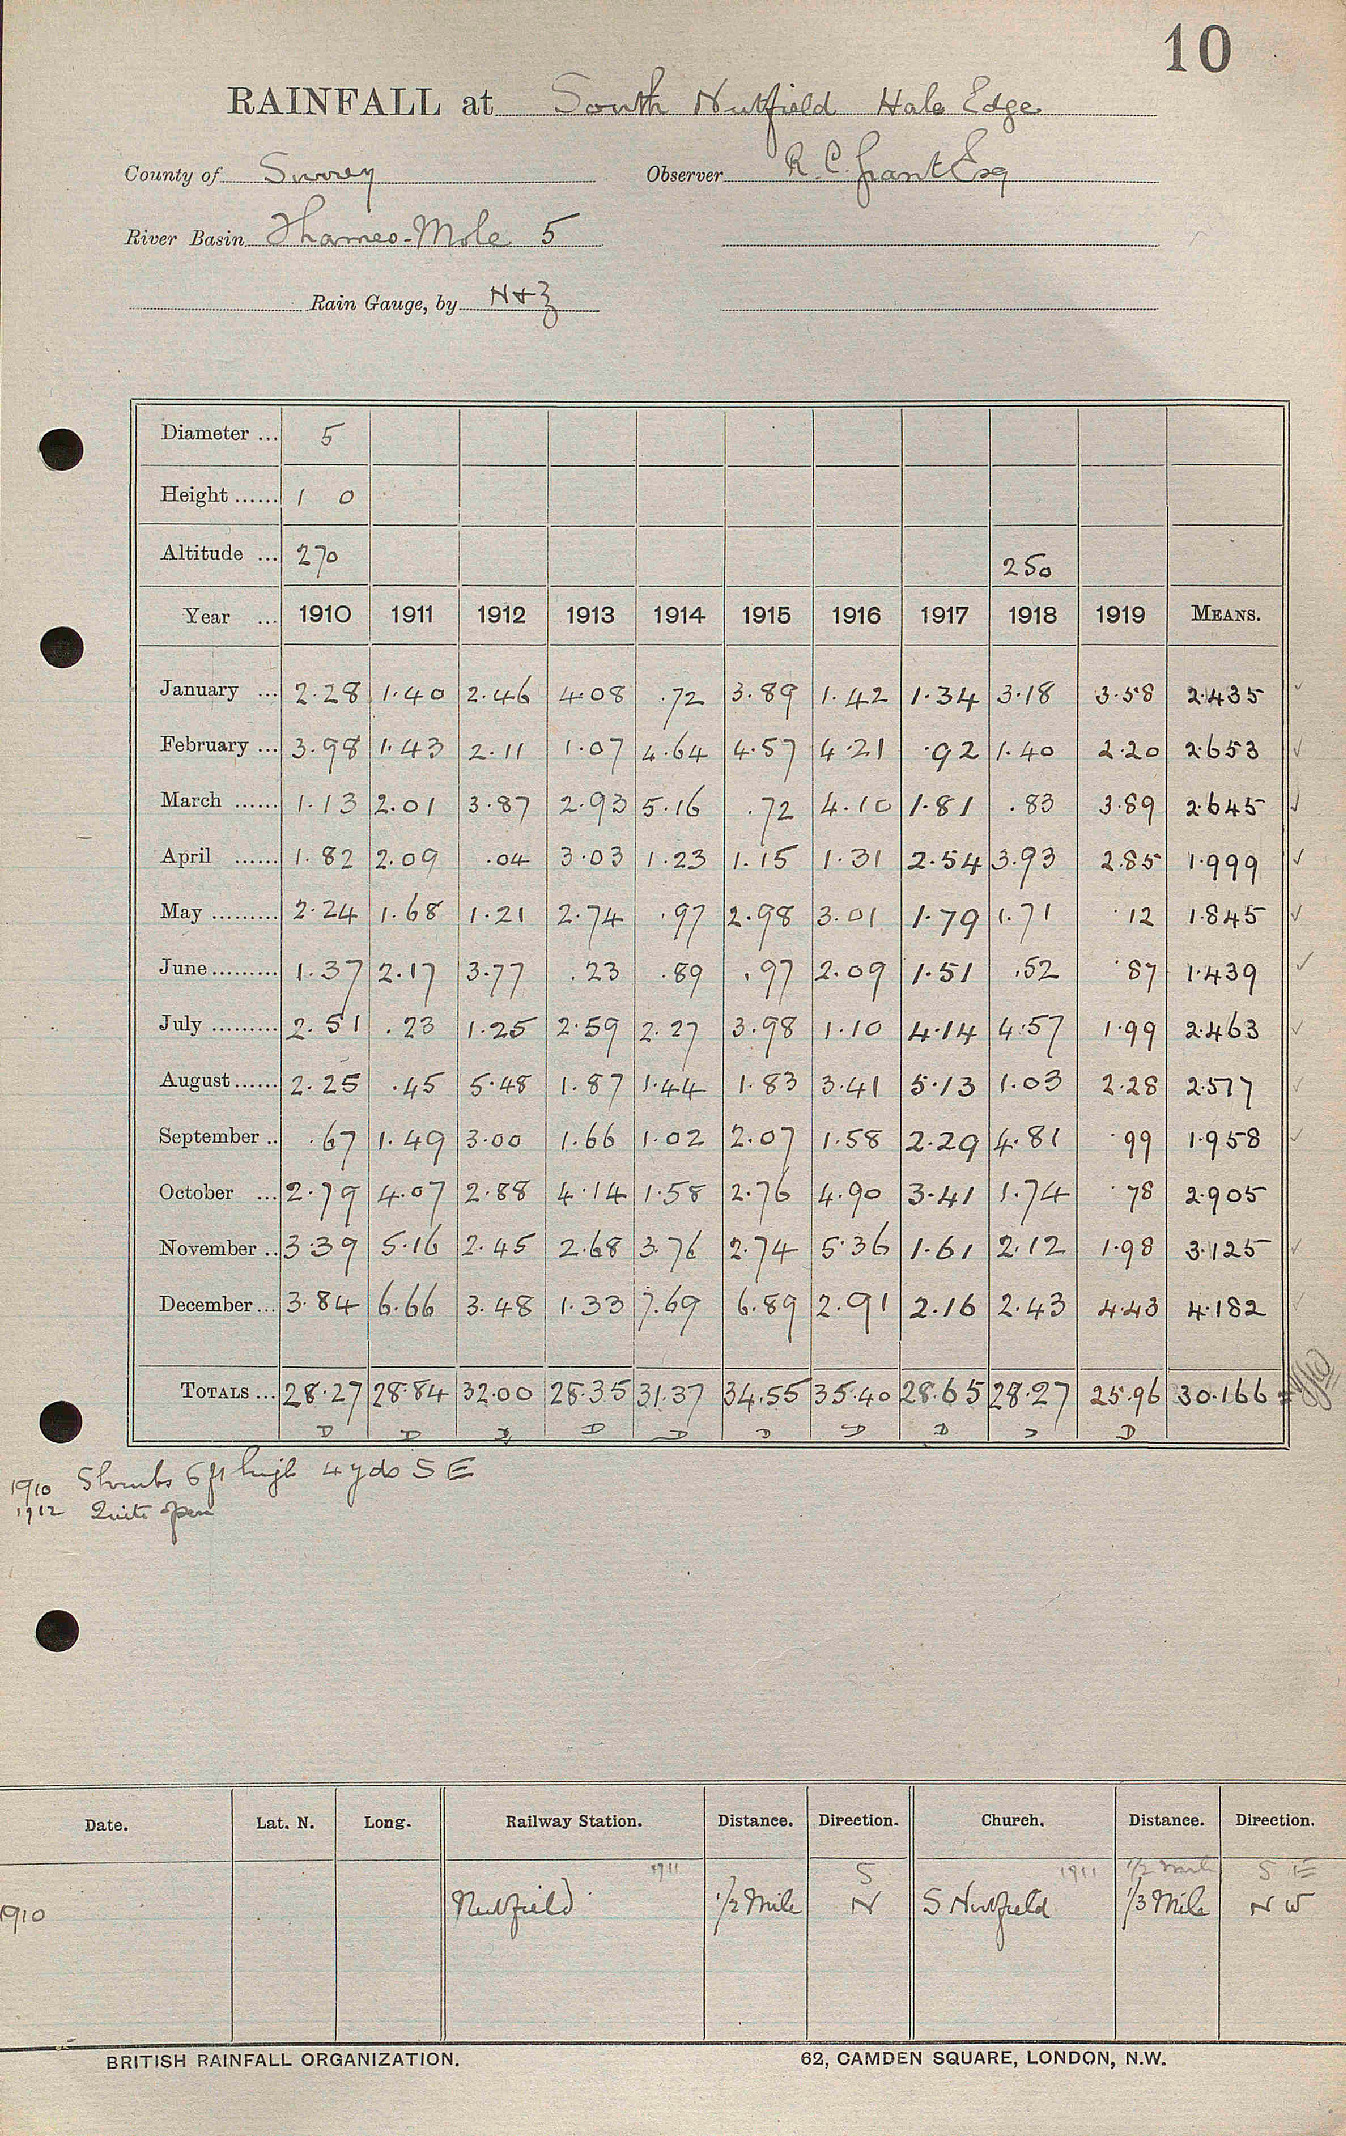 10
RAINFALL at South Nutfield Hale Edge
County of Surrey Observer R. C. Grant Esq
River Basin Thames-Mole 5
Rain Gauge, by N+Z
Diameter ... 5
Height ...... 1 0
Altitude ... 270 250
Year ... 1910 1911 1912 1913 1914 1915 1916 1917 1918 1919 MEANS.
January ... 2.28 1.40 2.46 4.08 .72 3.89 1.42 1.34 3.18 3.58 2.435
February ... 3.98 1.43 2.11 1.07 4.64 4.57 4.21 .92 1.40 2.20 2.653
March ...... 1.13 2.01 3.87 2.93 5.16 .72 4.10 1.81 .83 3.89 2.645
April ...... 1.82 2.09 .04 3.03 1.23 1.15 1.31 2.54 3.93 2.85 1.999
May ......... 2.24 1.68 1.21 2.74 .97 2.98 3.01 1.79 1.71 .12 1.845
June ......... 1.37 2.17 3.77 .23 .89 .97 2.09 1.51 .52 .87 1.439
July ......... 2.51 .23 1.25 2.59 2.27 3.98 1.10 4.14 4.57 1.99 2.463
August ...... 2.25 .45 5.48 1.87 1.44 1.83 3.41 5.13 1.03 2.28 2.517
September .. .67 1.49 3.00 1.66 1.02 2.07 1.58 2.29 4.81 .99 1.958
October ... 2.79 4.07 2.88 4.14 1.58 2.76 4.90 3.41 1.74 .78 2.905
November .. 3.39 5.16 2.45 2.68 3.76 2.74 5.36 1.61 2.12 1.98 3.125
December ... 3.84 6.66 3.48 1.33 7.69 6.89 2.91 2.16 2.43 4.43 4.182
TOTALS ... 28.27 28.84 32.00 28.35 31.37 34.55 35.40 28.65 28.27 25.96 30.166
D D D D D D D D D D
1910 Shrubs 6 ft high 4 yds S E
1912 Quite open
Date. Lat. N. Long. Railway Station. Distance. Direction. Church. Distance. Direction.
1911 S 1911 1/2 mile S E
1910 Nutfield 1/2 Mile N S Nutfield 1/3 Mile N W
BRITISH RAINFALL ORGANIZATION. 62, CAMDEN SQUARE, LONDON, N.W.